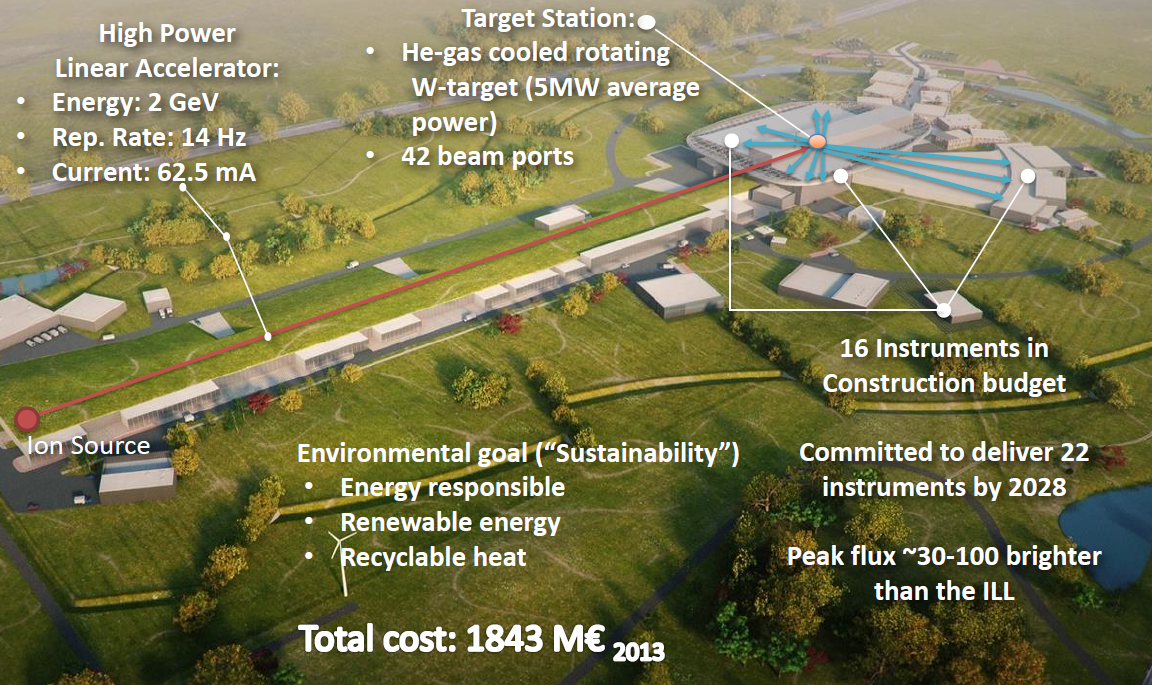 High Power
Linear Accelerator:
• Energy: 2 GeV
• Rep. Rate: 14 Hz
• Current: 62.5 mA
Target Station:
• He-gas cooled rotating
W-target (5MW average
power)
• 42 beam ports
Ion Source
16 Instruments in
Construction budget
Environmental goal (“Sustainability”)
• Energy responsible
• Renewable energy
• Recyclable heat
Committed to deliver 22
instruments by 2028
Peak flux ~30-100 brighter
than the ILL
Total cost: 1843 M€ 2013